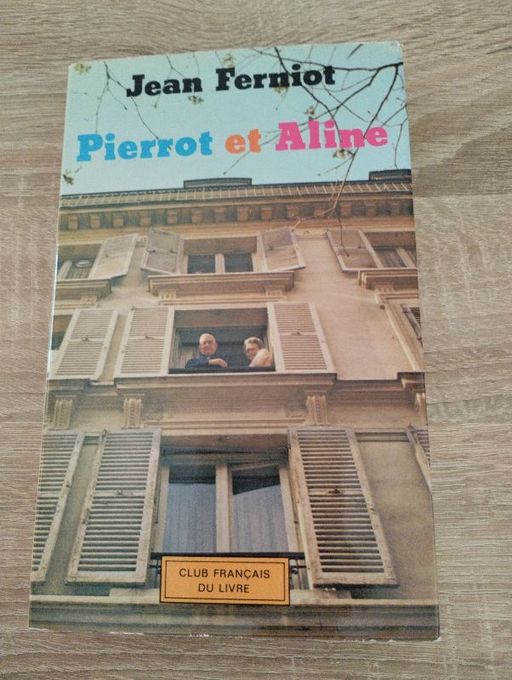 Jean Ferniot
Pierrot et Aline
CLUB FRANÇAIS
DU LIVRE